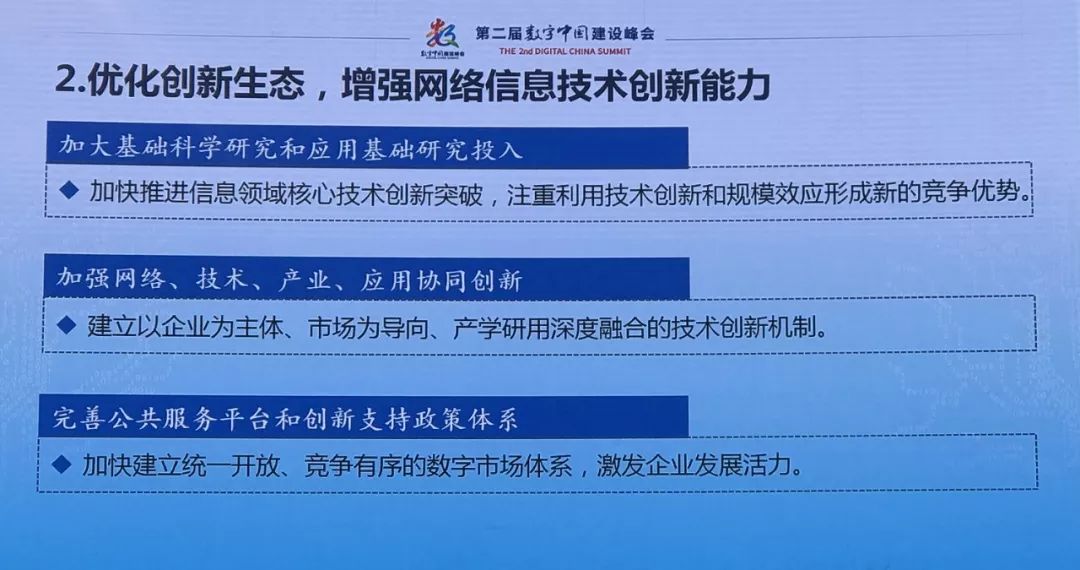 第二届数字中国建设峰会
数字中国建设峰会
THE 2nd DIGITAL CHINA SUMMIT
2.优化创新生态，增强网络信息技术创新能力
加大基础科学研究和应用基础研究投入
◆ 加快推进信息领域核心技术创新突破，注重利用技术创新和规模效应形成新的竞争优势。
加强网络、技术、产业、应用协同创新
◆ 建立以企业为主体、市场为导向、产学研用深度融合的技术创新机制。
完善公共服务平台和创新支持政策体系
◆ 加快建立统一开放、竞争有序的数字市场体系，激发企业发展活力。